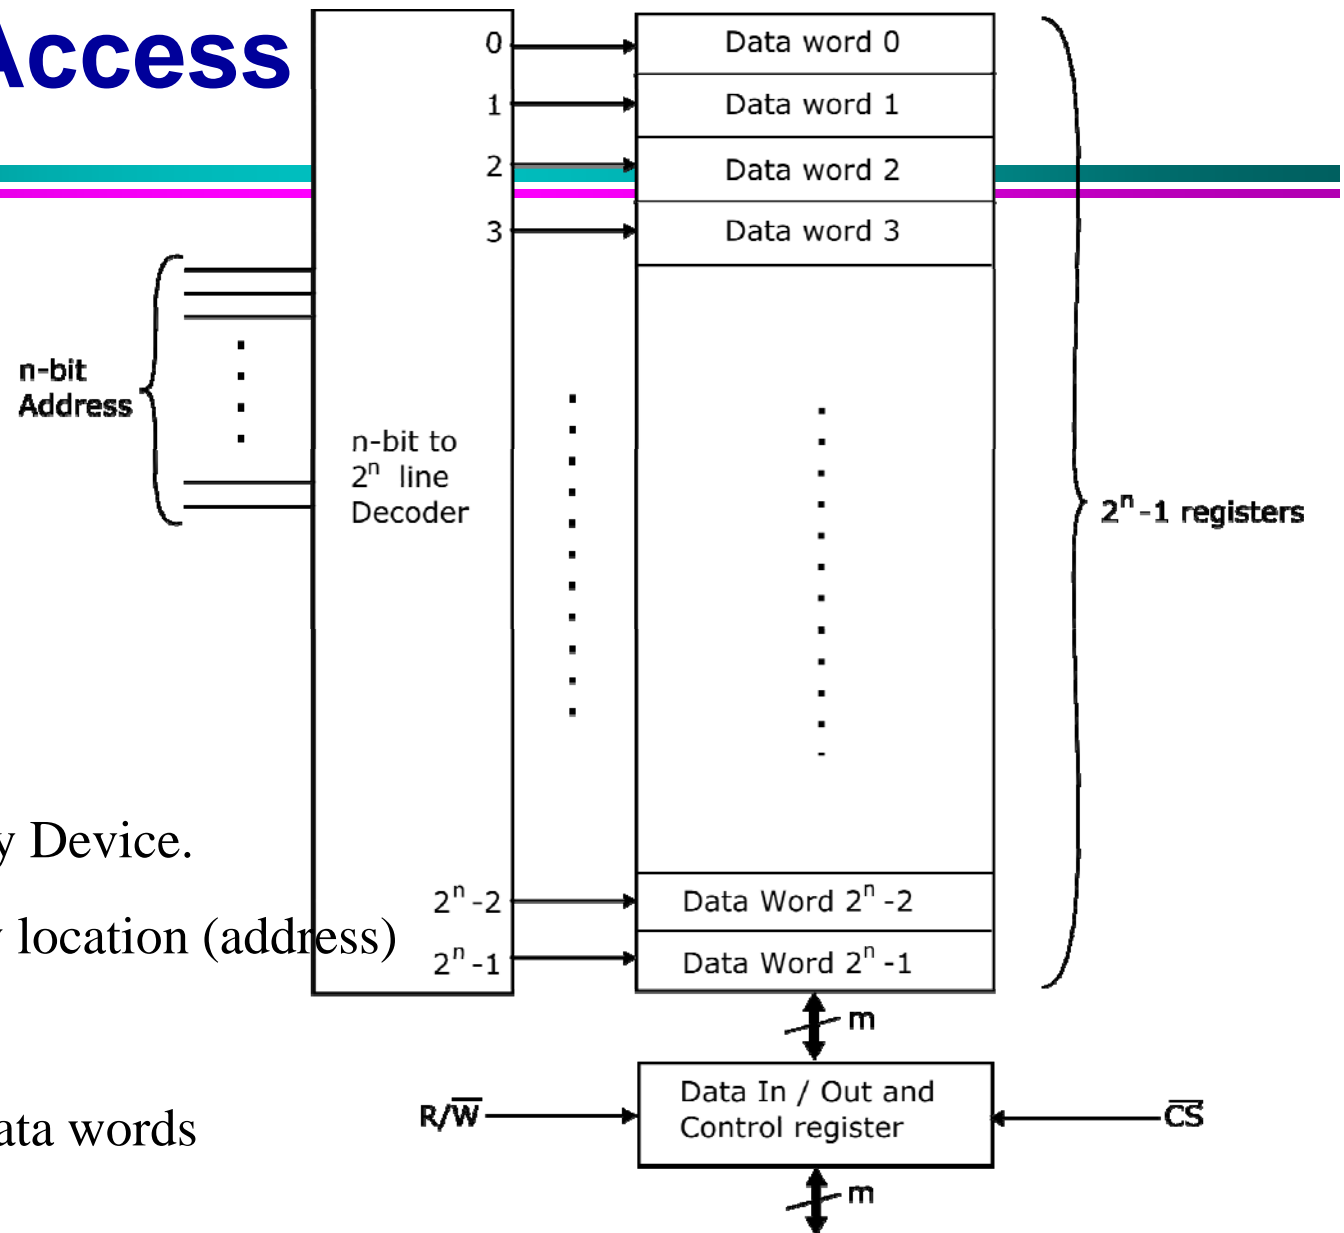 Access
0
Data word 0
1
Data word 1
2
Data word 2
3
Data word 3
n-bit
Address
n-bit to
2ⁿ line
Decoder
2ⁿ-1 registers
Device.
2ⁿ-2
Data Word 2ⁿ-2
location (address)
2ⁿ-1
Data Word 2ⁿ-1
m
Data In / Out and
Control register
R/W̅
C̅S̅
words
m